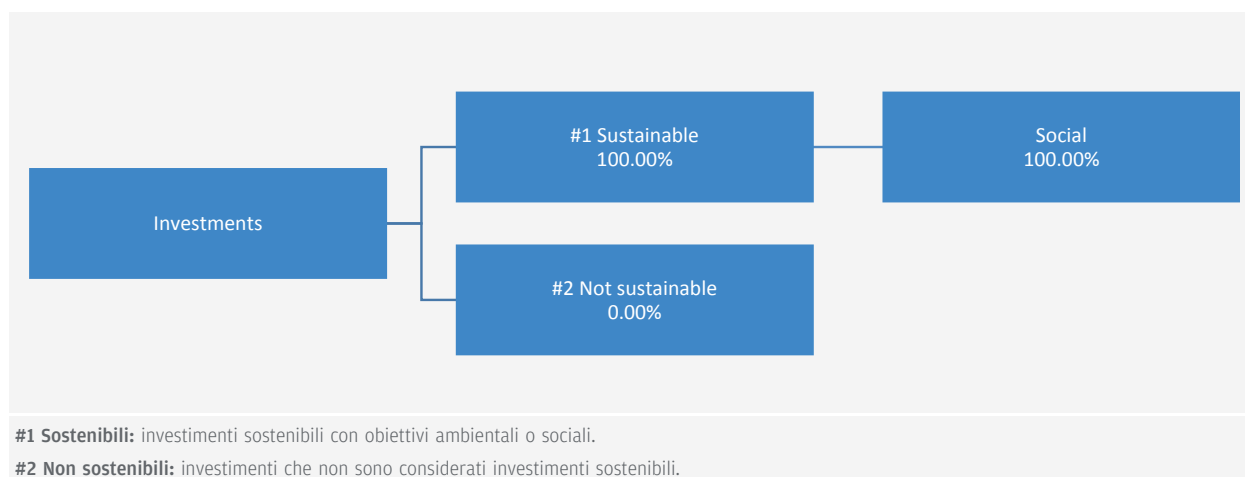 #1 Sustainable
100.00%
Social
100.00%
Investments
#2 Not sustainable
0.00%
#1 Sostenibili: investimenti sostenibili con obiettivi ambientali o sociali.
#2 Non sostenibili: investimenti che non sono considerati investimenti sostenibili.